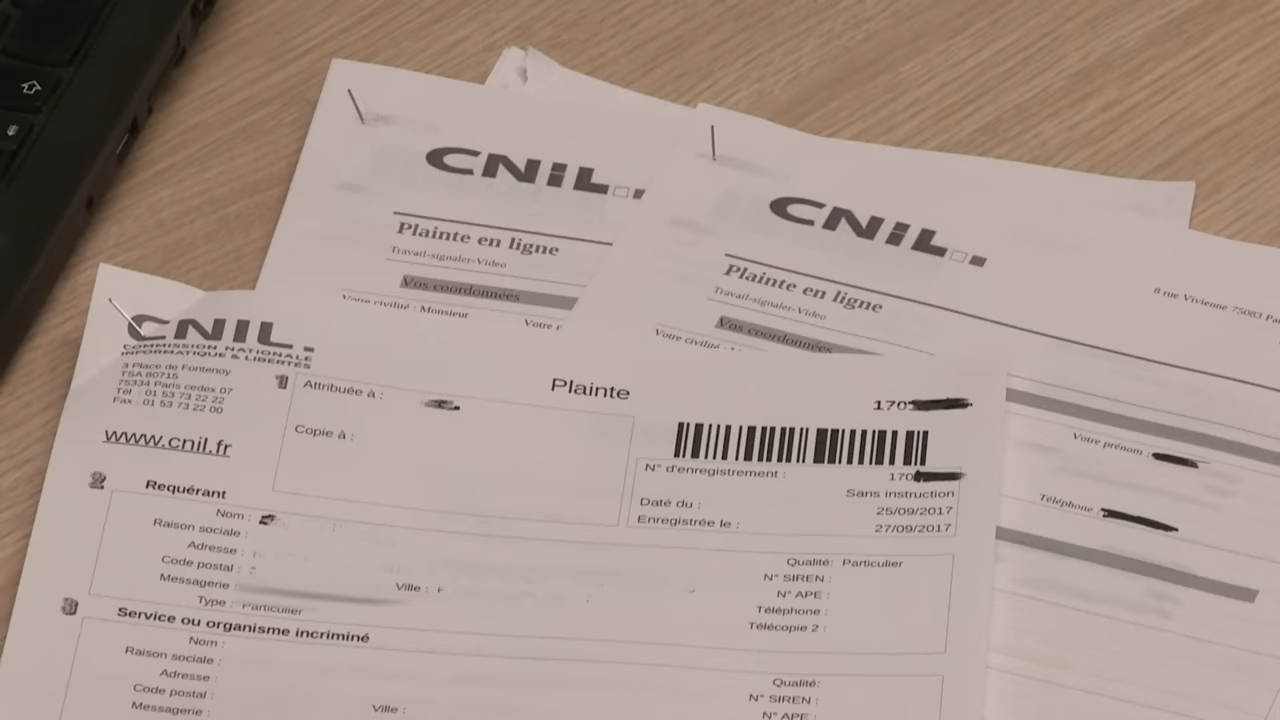 CNIL.
Plainte en ligne
Travail-signaler-Video
Vos coordonnées
Votre civilité : Monsieur
Votre
CNIL.
Plainte en ligne
Travail-signaler-Video
Vos coordonnées
Votre civilité :
8 rue Vivienne 75083
Votre prénom :
Téléphone :
CNIL.
COMMISSION NATIONALE
INFORMATIQUE & LIBERTÉS
3 Place de Fontenoy
TSA 80715
75334 Paris cedex 07
Tél : 01 53 73 22 22
Fax : 01 53 73 22 00
www.cnil.fr
Plainte
170
1
Attribuée à :
Copie à :
N° d'enregistrement : 170
Sans instruction
Daté du : 25/09/2017
Enregistrée le : 27/09/2017
2
Requérant
Nom :
Raison sociale :
Adresse :
Code postal :
Ville :
Messagerie :
Type : Particulier
Qualité: Particulier
N° SIREN :
N° APE :
Téléphone :
Télécopie 2 :
3
Service ou organisme incriminé
Nom :
Raison sociale :
Adresse :
Code postal :
Ville :
Messagerie :
Qualité:
N° SIREN :
N° APE :